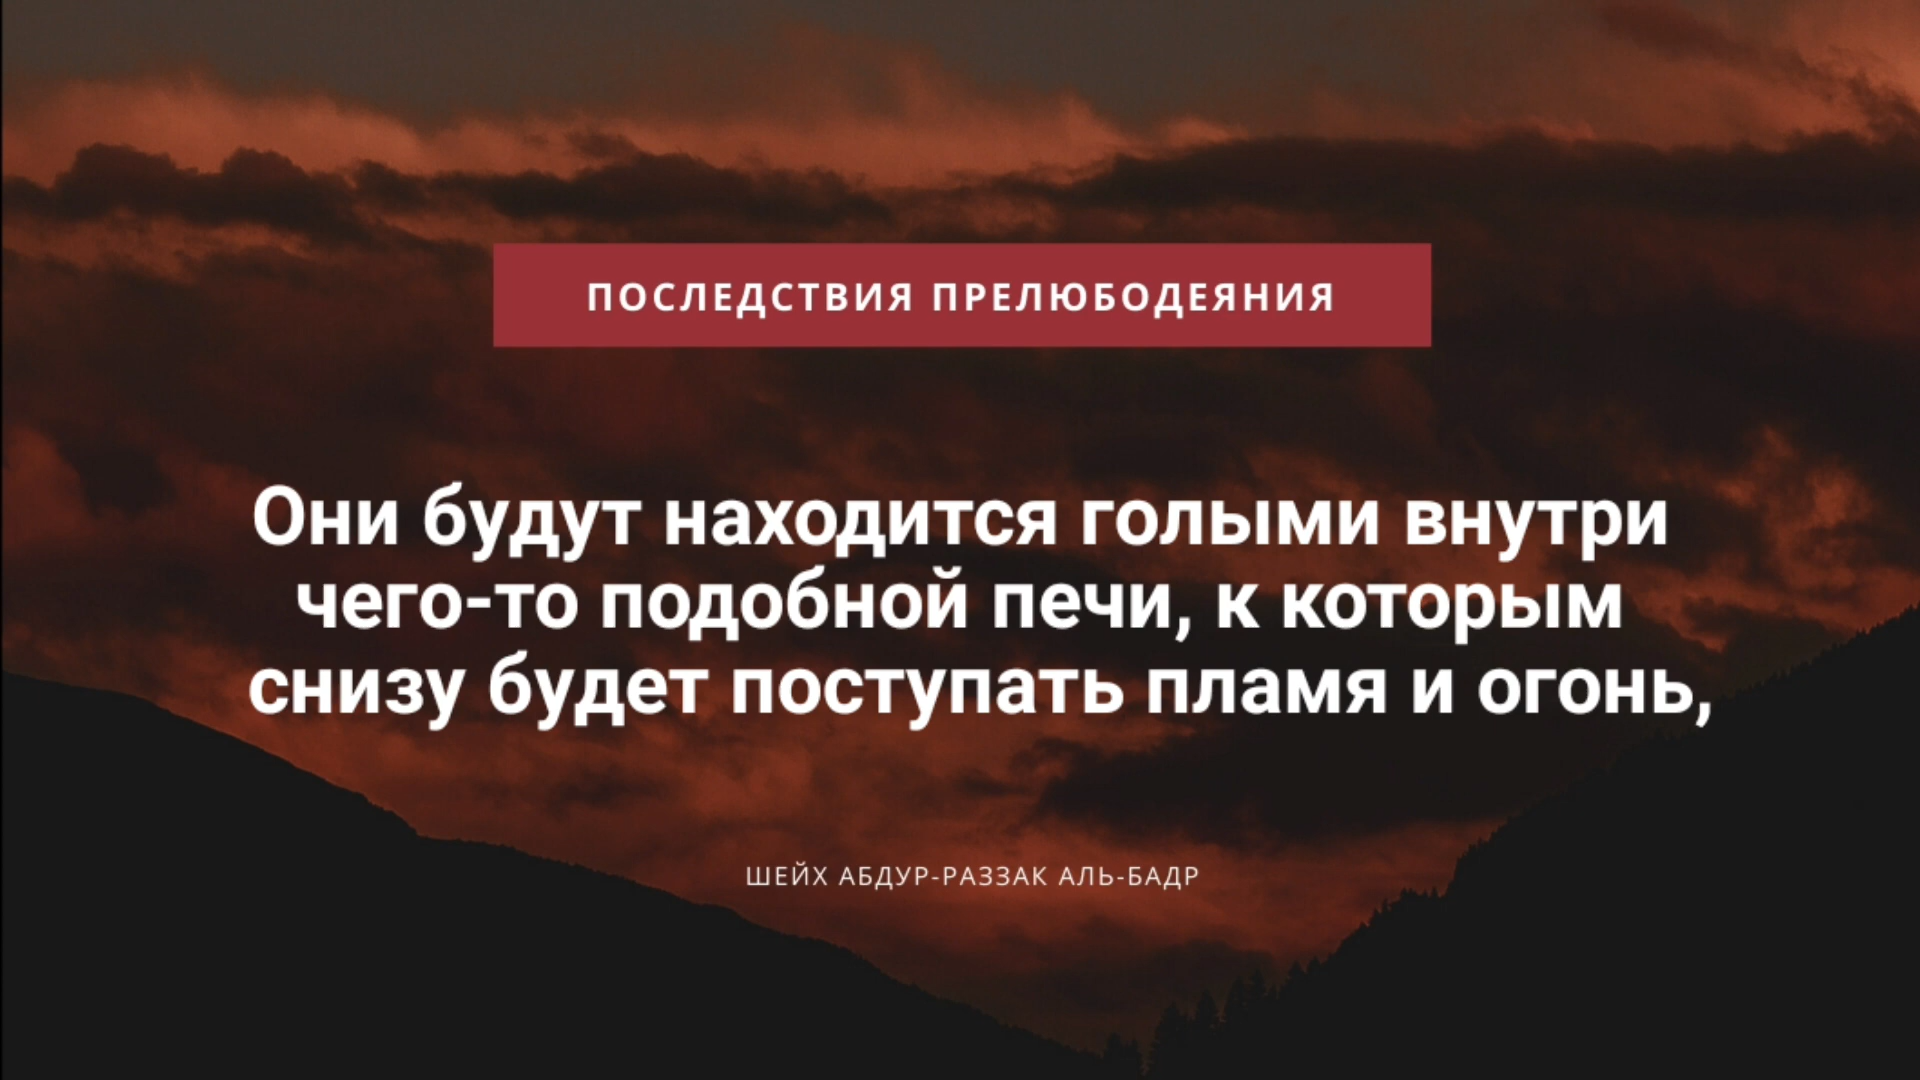 ПОСЛЕДСТВИЯ ПРЕЛЮБОДЕЯНИЯ
Они будут находится голыми внутри
чего-то подобной печи, к которым
снизу будет поступать пламя и огонь,
ШЕЙХ АБДУР-РАЗЗАК АЛЬ-БАДР